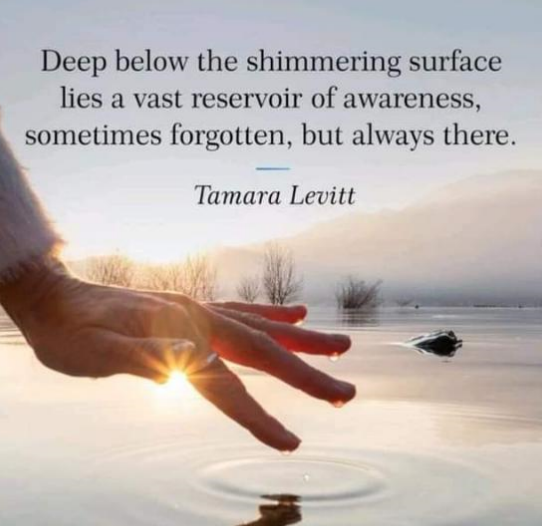 Deep below the shimmering surface
lies a vast reservoir of awareness,
sometimes forgotten, but always there.
Tamara Levitt